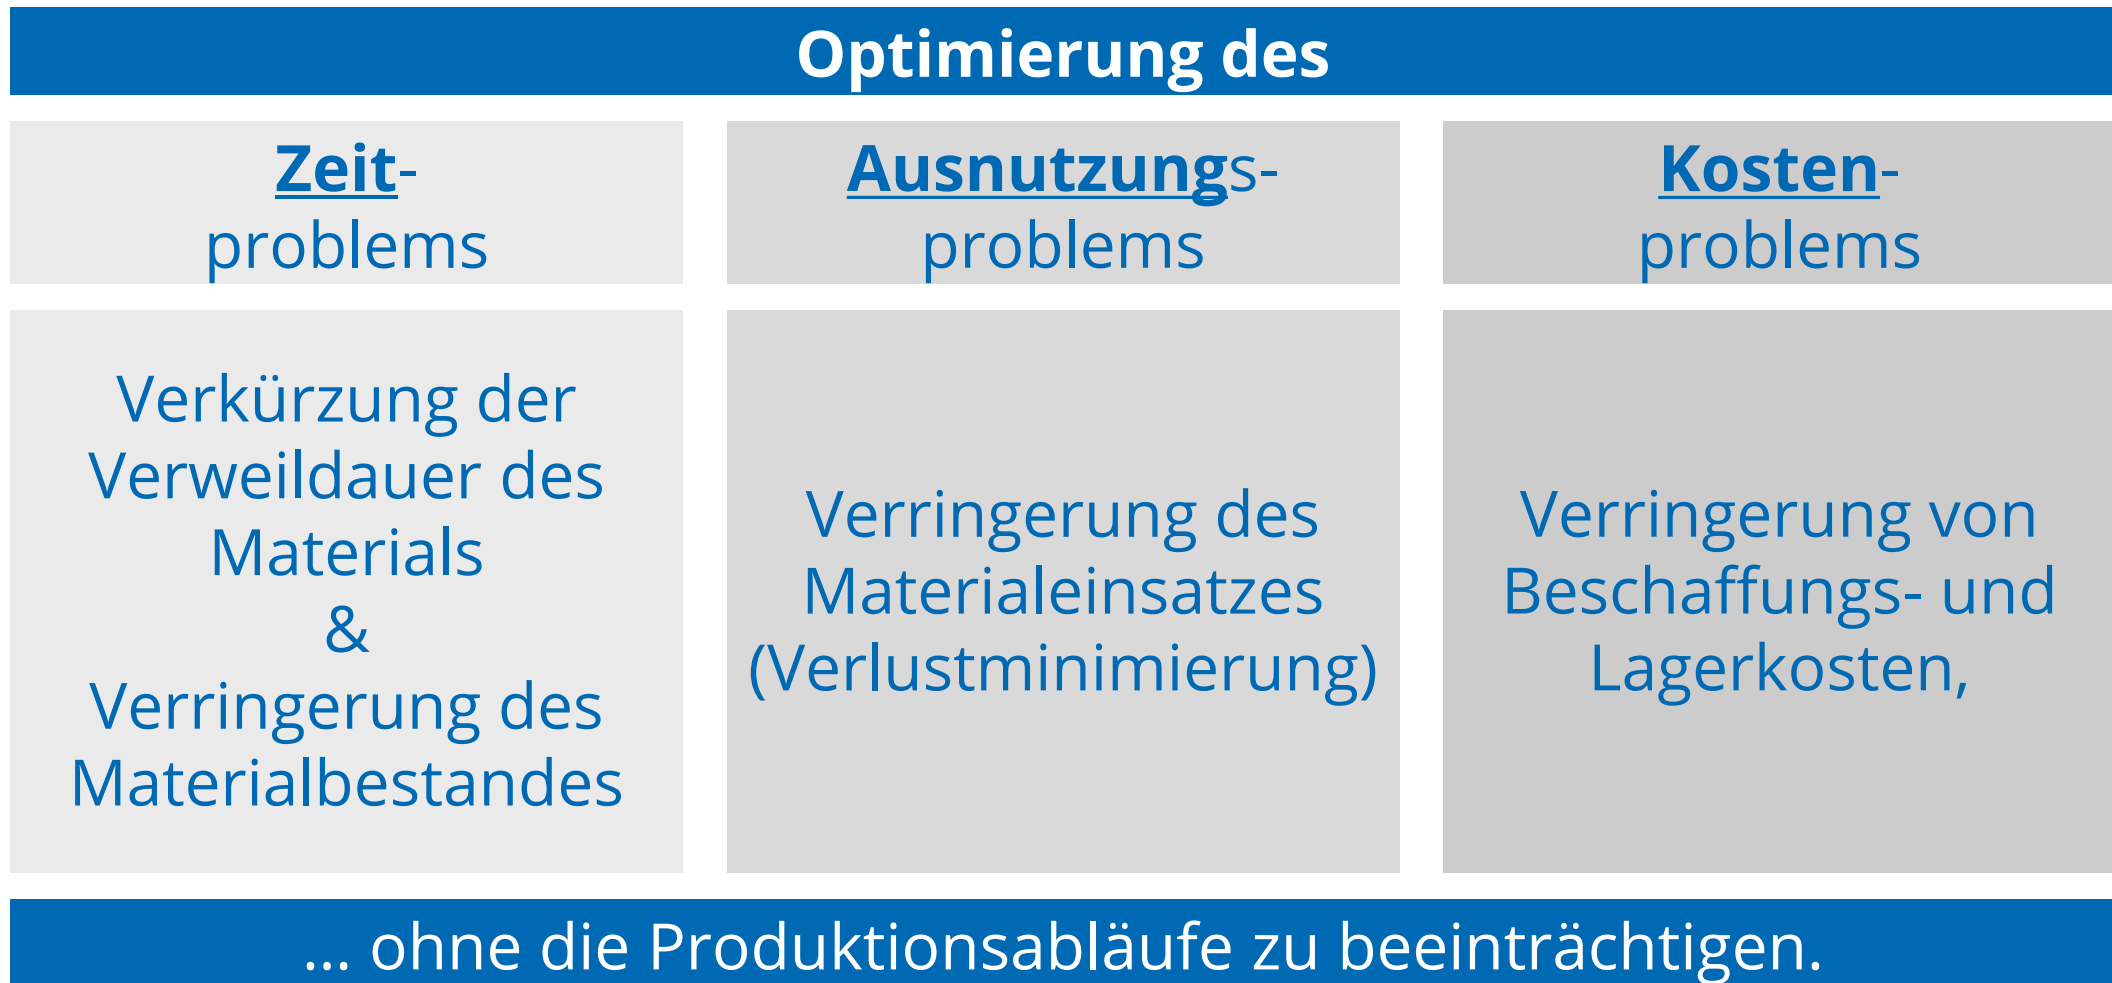 Optimierung des
Zeit-
problems
Ausnutzungs-
problems
Kosten-
problems
Verkürzung der
Verweildauer des
Materials
&
Verringerung des
Materialbestandes
Verringerung des
Materialeinsatzes
(Verlustminimierung)
Verringerung von
Beschaffungs- und
Lagerkosten,
... ohne die Produktionsabläufe zu beeinträchtigen.